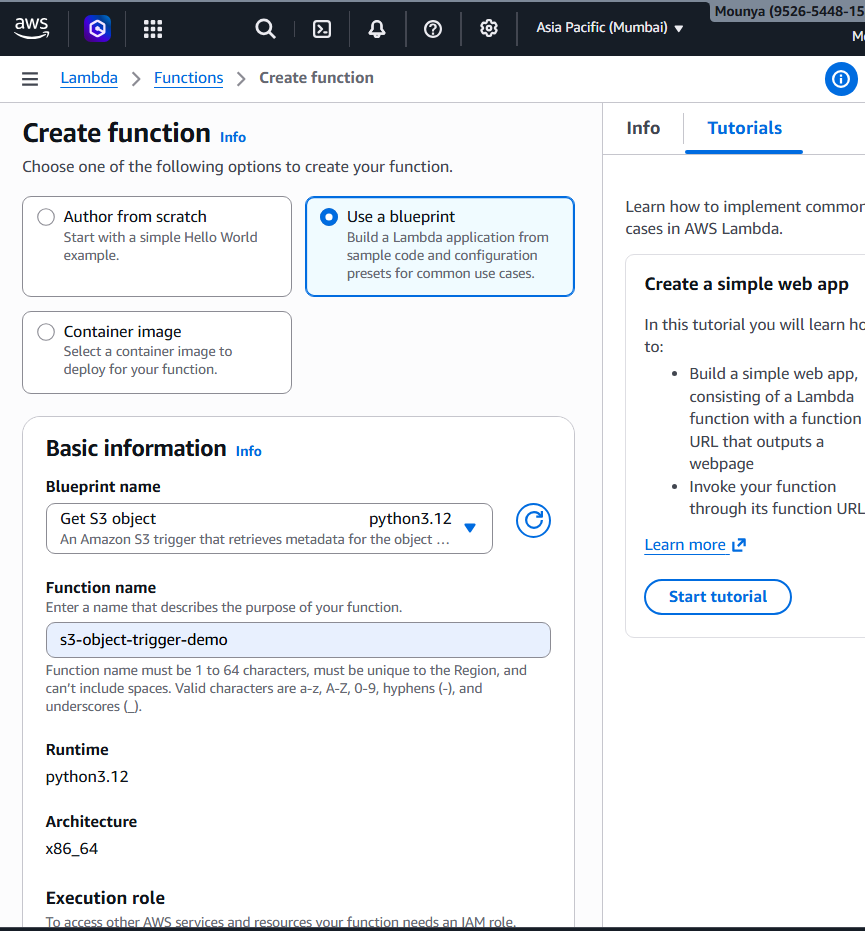 aws
Asia Pacific (Mumbai)
Mounya (9526-5448-15
Lambda
Functions
Create function
Create function Info
Choose one of the following options to create your function.
Author from scratch
Start with a simple Hello World
example.
Use a blueprint
Build a Lambda application from
sample code and configuration
presets for common use cases.
Container image
Select a container image to
deploy for your function.
Basic information Info
Blueprint name
Get S3 object python3.12
An Amazon S3 trigger that retrieves metadata for the object ...
Function name
Enter a name that describes the purpose of your function.
s3-object-trigger-demo
Function name must be 1 to 64 characters, must be unique to the Region, and
can't include spaces. Valid characters are a-z, A-Z, 0-9, hyphens (-), and
underscores (_).
Runtime
python3.12
Architecture
x86_64
Execution role
To access other AWS services and resources your function needs an IAM role.
Info
Tutorials
Learn how to implement common
cases in AWS Lambda.
Create a simple web app
In this tutorial you will learn ho
to:
• Build a simple web app,
consisting of a Lambda
function with a function
URL that outputs a
webpage
• Invoke your function
through its function URL
Learn more
Start tutorial